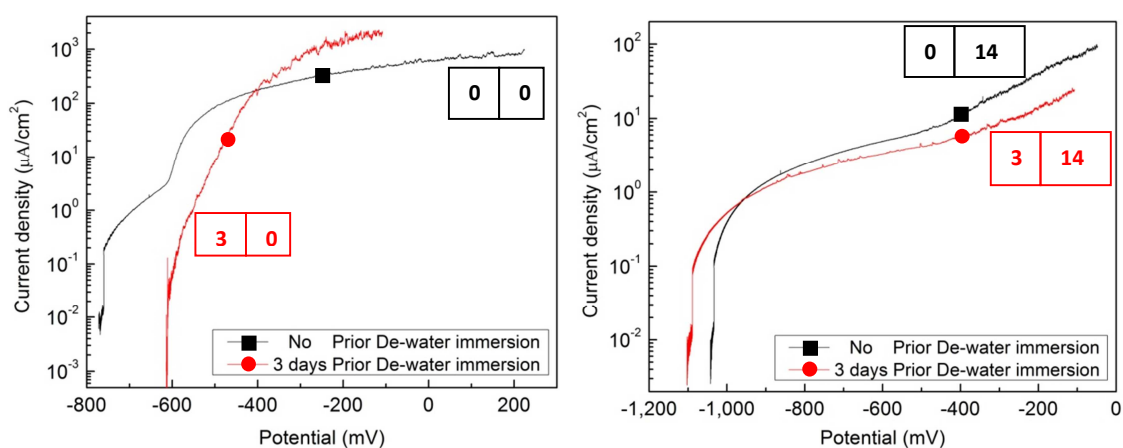 Current density (μA/cm²)
10³
10²
10¹
10⁰
10⁻¹
10⁻²
10⁻³
0 0
3 0
No Prior De-water immersion
3 days Prior De-water immersion
-800 -600 -400 -200 0 200
Potential (mV)
Current density (μA/cm²)
10²
10¹
10⁰
10⁻¹
10⁻²
0 14
3 14
No Prior De-water immersion
3 days Prior De-water immersion
-1,200 -1,000 -800 -600 -400 -200 0
Potential (mV)